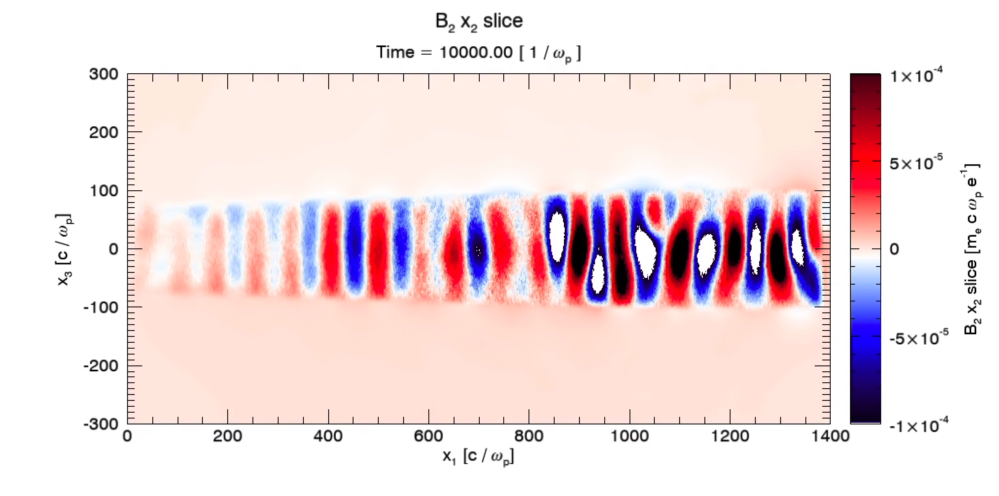 B₂ x₂ slice
Time = 10000.00 [ 1 / ωₚ ]
300
200
100
0
-100
-200
-300
x₃ [c / ωₚ]
0 200 400 600 800 1000 1200 1400
x₁ [c / ωₚ]
1×10⁻⁴
5×10⁻⁵
0
-5×10⁻⁵
-1×10⁻⁴
B₂ x₂ slice [mₑ c ωₚ e⁻¹]